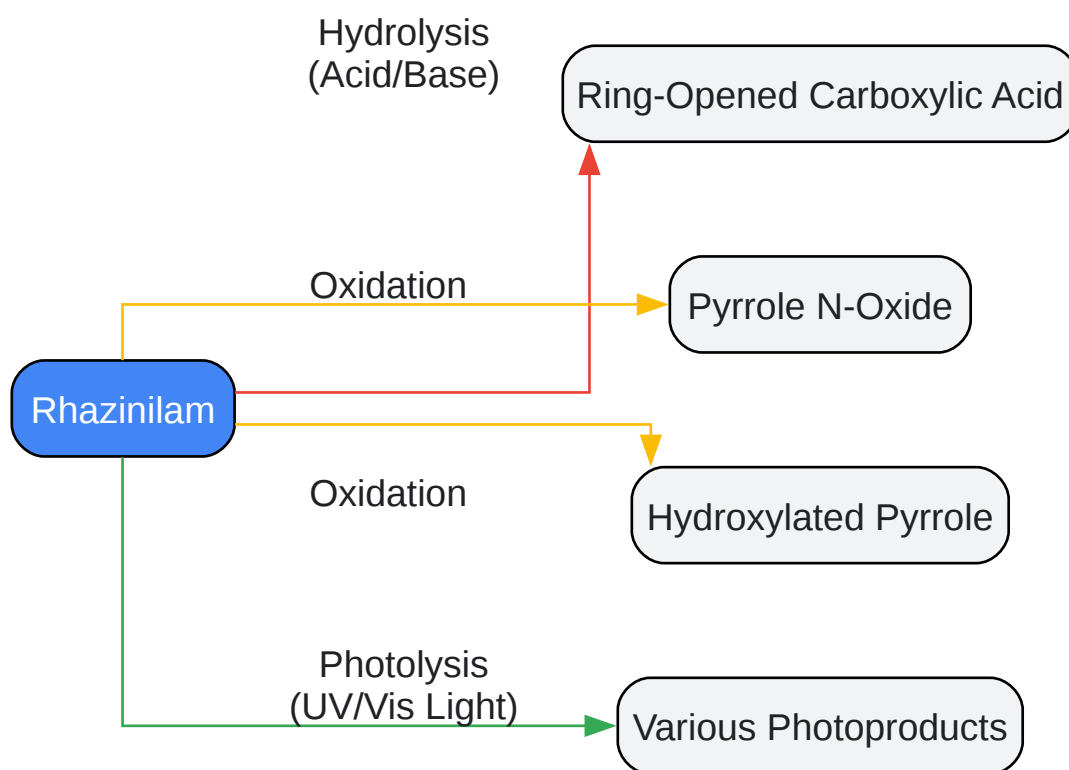 Hydrolysis
(Acid/Base)
Ring-Opened Carboxylic Acid
Oxidation
Pyrrole N-Oxide
Rhazinilam
Oxidation
Hydroxylated Pyrrole
Photolysis
(UV/Vis Light)
Various Photoproducts